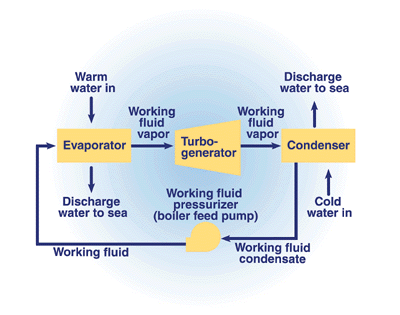 Warm
water in
Discharge
water to sea
Working
fluid
vapor
Working
fluid
vapor
Evaporator
Turbo-
generator
Condenser
Discharge
water to sea
Working fluid
pressurizer
(boiler feed pump)
Cold
water in
Working fluid
Working fluid
condensate